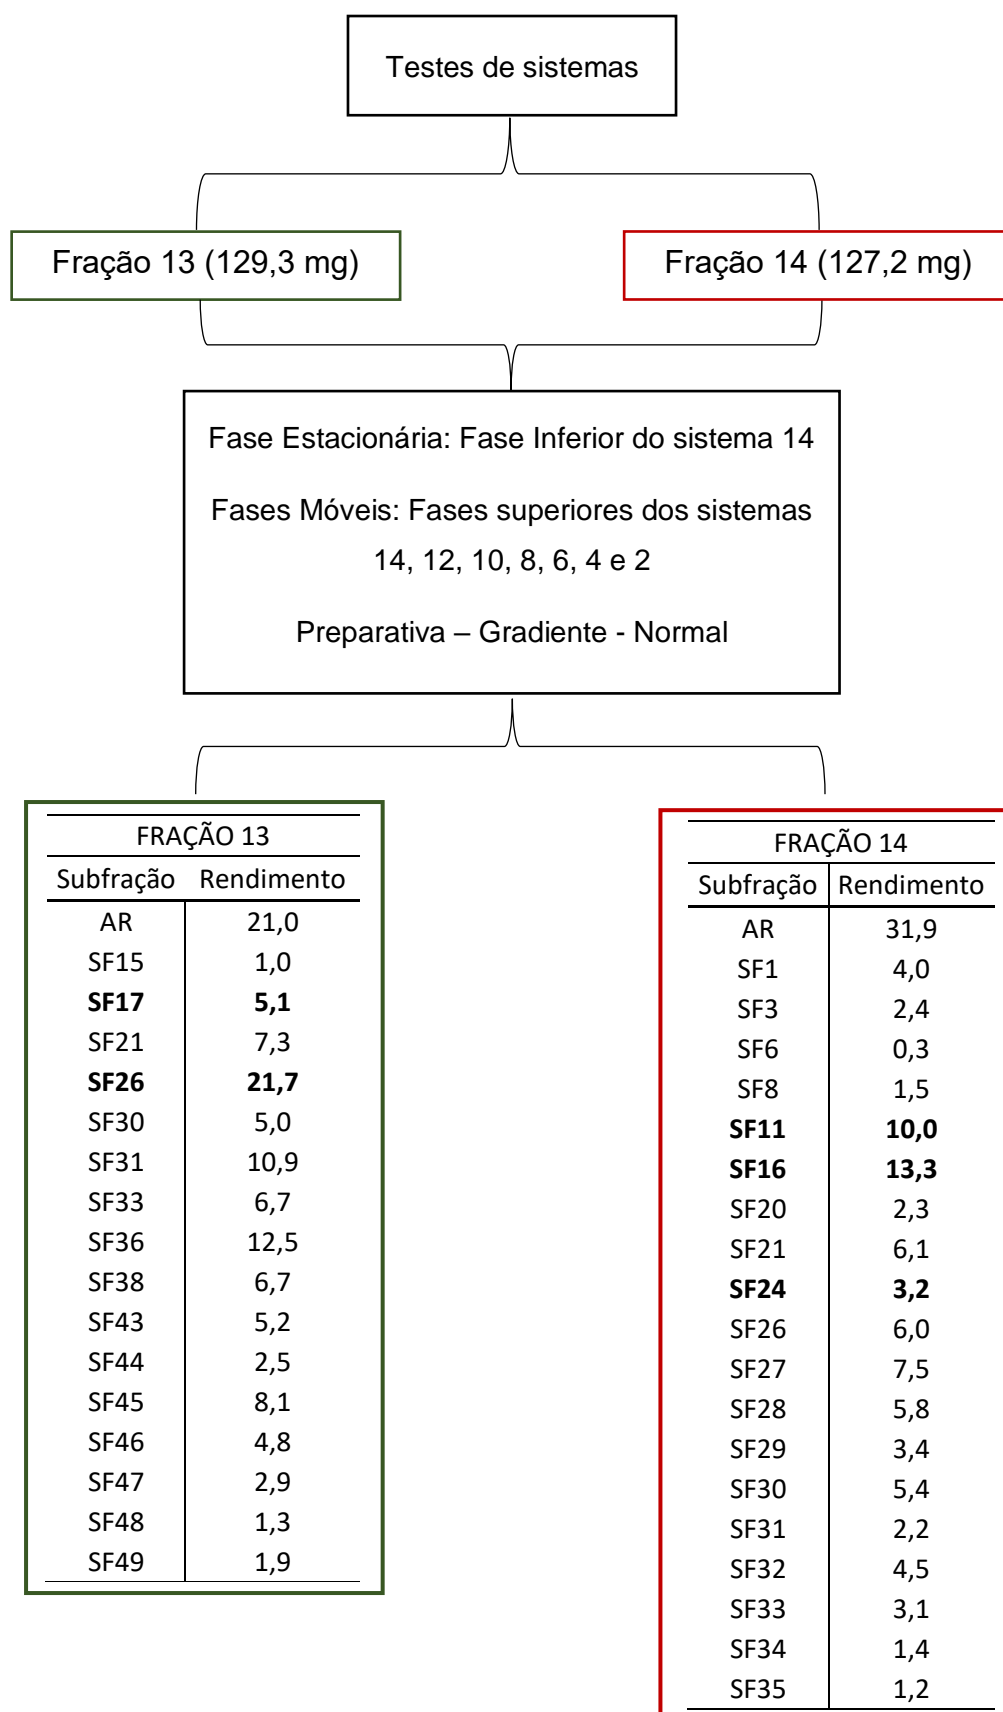 Testes de sistemas
Fração 13 (129,3 mg)
Fração 14 (127,2 mg)
Fase Estacionária: Fase Inferior do sistema 14
Fases Móveis: Fases superiores dos sistemas
14, 12, 10, 8, 6, 4 e 2
Preparativa – Gradiente - Normal
FRAÇÃO 13
Subfração Rendimento
AR 21,0
SF15 1,0
SF17 5,1
SF21 7,3
SF26 21,7
SF30 5,0
SF31 10,9
SF33 6,7
SF36 12,5
SF38 6,7
SF43 5,2
SF44 2,5
SF45 8,1
SF46 4,8
SF47 2,9
SF48 1,3
SF49 1,9
FRAÇÃO 14
Subfração Rendimento
AR 31,9
SF1 4,0
SF3 2,4
SF6 0,3
SF8 1,5
SF11 10,0
SF16 13,3
SF20 2,3
SF21 6,1
SF24 3,2
SF26 6,0
SF27 7,5
SF28 5,8
SF29 3,4
SF30 5,4
SF31 2,2
SF32 4,5
SF33 3,1
SF34 1,4
SF35 1,2